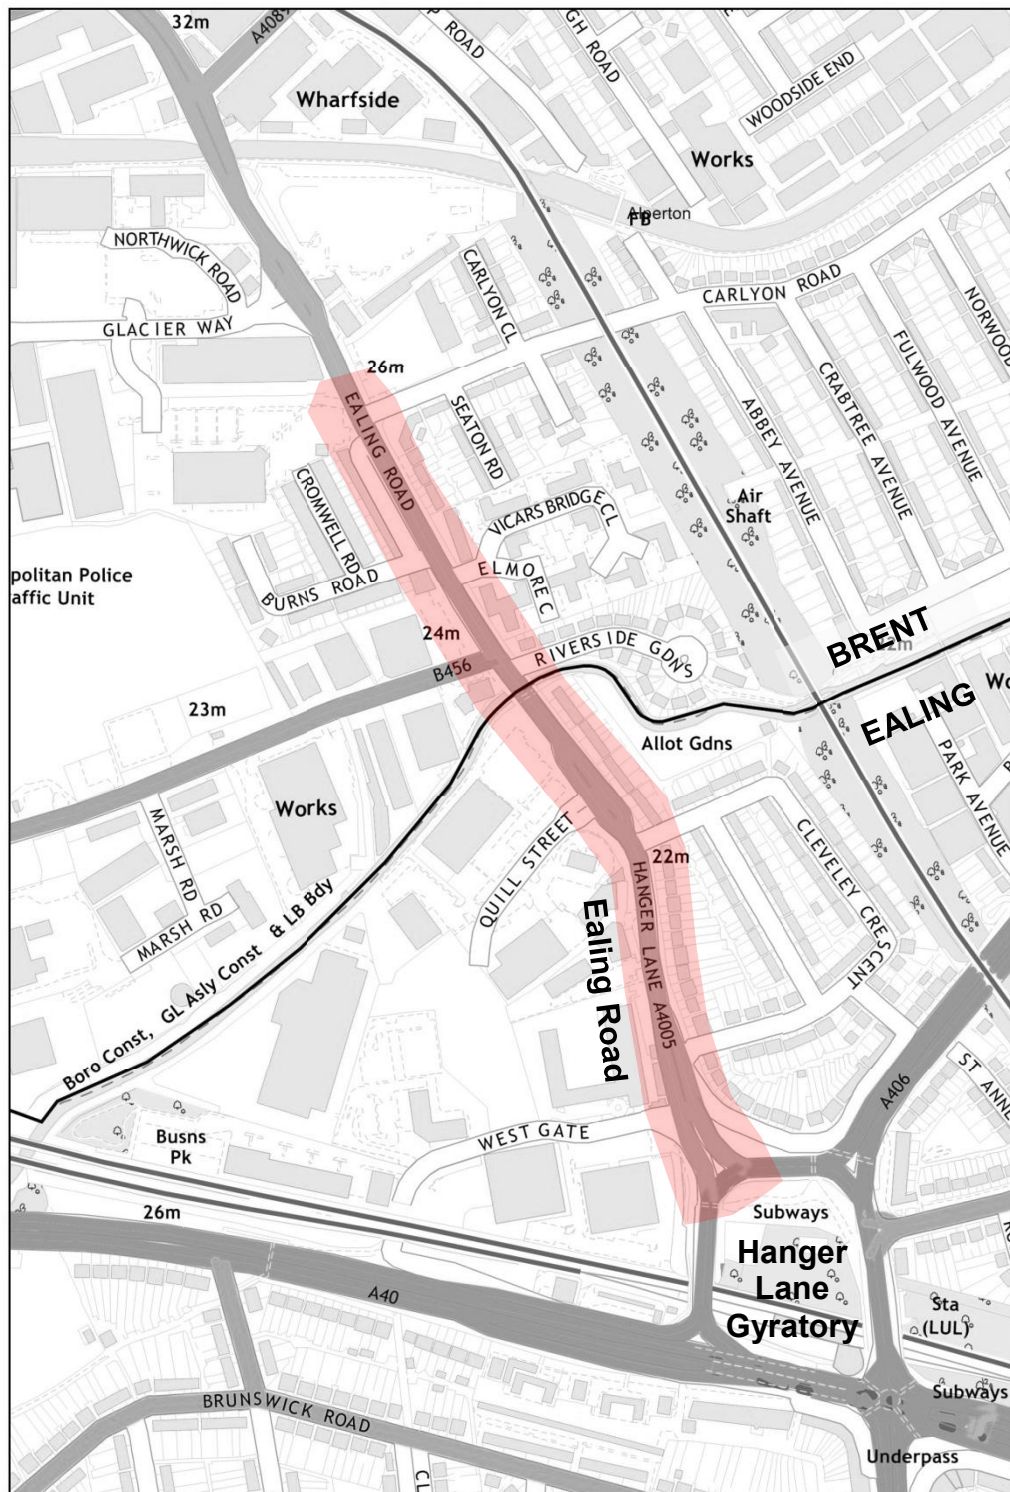 32m
A4089
ROAD
ROAD
WOODSIDE END
Wharfside
Works
Alperton
FB
NORTHWICK ROAD
CARLYON CL
CARLYON ROAD
NORWOOD
GLACIER WAY
FULWOOD AVENUE
26m
CRABTREE AVENUE
EALING ROAD
SEATON RD
ABBEY AVENUE
CROMWELL RD
VICARS BRIDGE CL
Air
Shaft
politan Police
affic Unit
BURNS ROAD
ELMORE C
24m
RIVERSIDE GDNS
BRENT
B456
EALING
23m
Allot Gdns
PARK AVENUE
Works
MARSH RD
QUILL STREET
CLEVELEY CRESCENT
22m
MARSH RD
HANGER LANE A4005
Ealing Road
Boro Const, GL Asly Const & LB Bdy
A406
Busns
Pk
WEST GATE
26m
Subways
Hanger
Lane
Gyratory
A40
Sta
(LUL)
BRUNSWICK ROAD
Subways
Underpass
CL